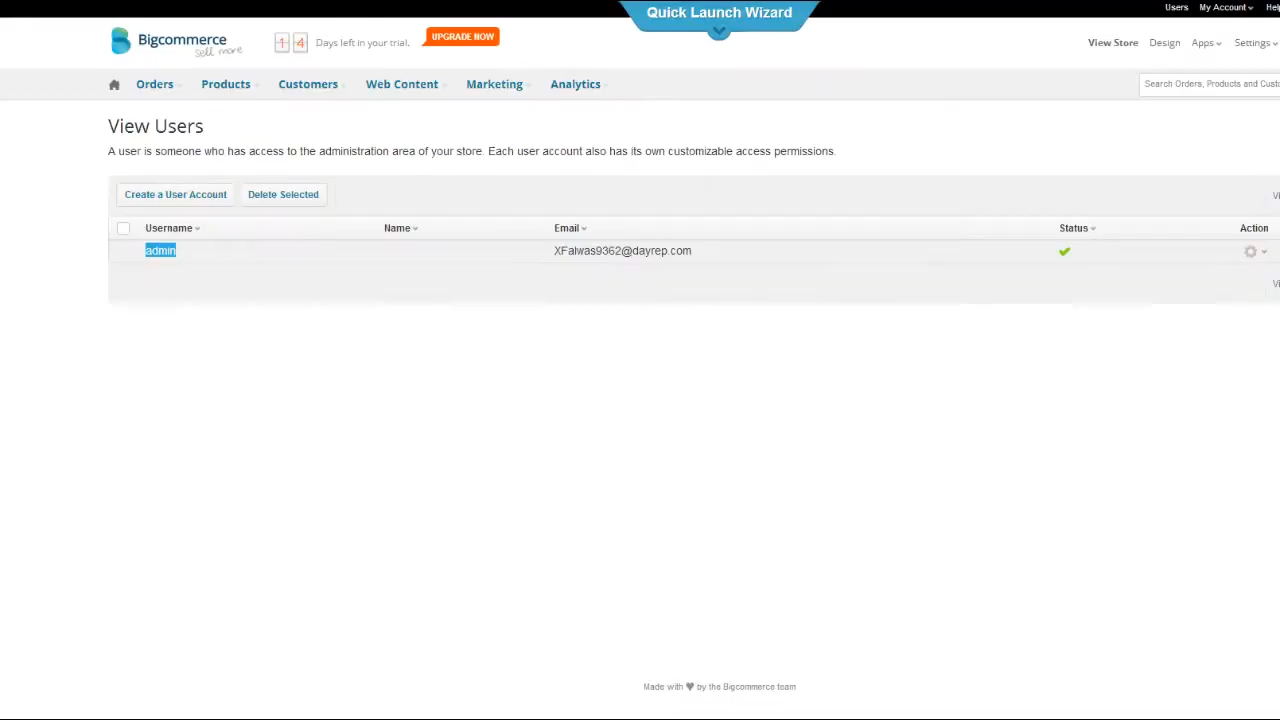 Quick Launch Wizard
Users My Account
Bigcommerce
sell more
1 4 Days left in your trial.
UPGRADE NOW
View Store Design Apps Settings
Orders Products Customers Web Content Marketing Analytics
Search Orders, Products and
View Users
A user is someone who has access to the administration area of your store. Each user account also has its own customizable access permissions.
Create a User Account Delete Selected
Username Name Email Status Action
admin XFalwas9362@dayrep.com
Made with ♥ by the Bigcommerce team